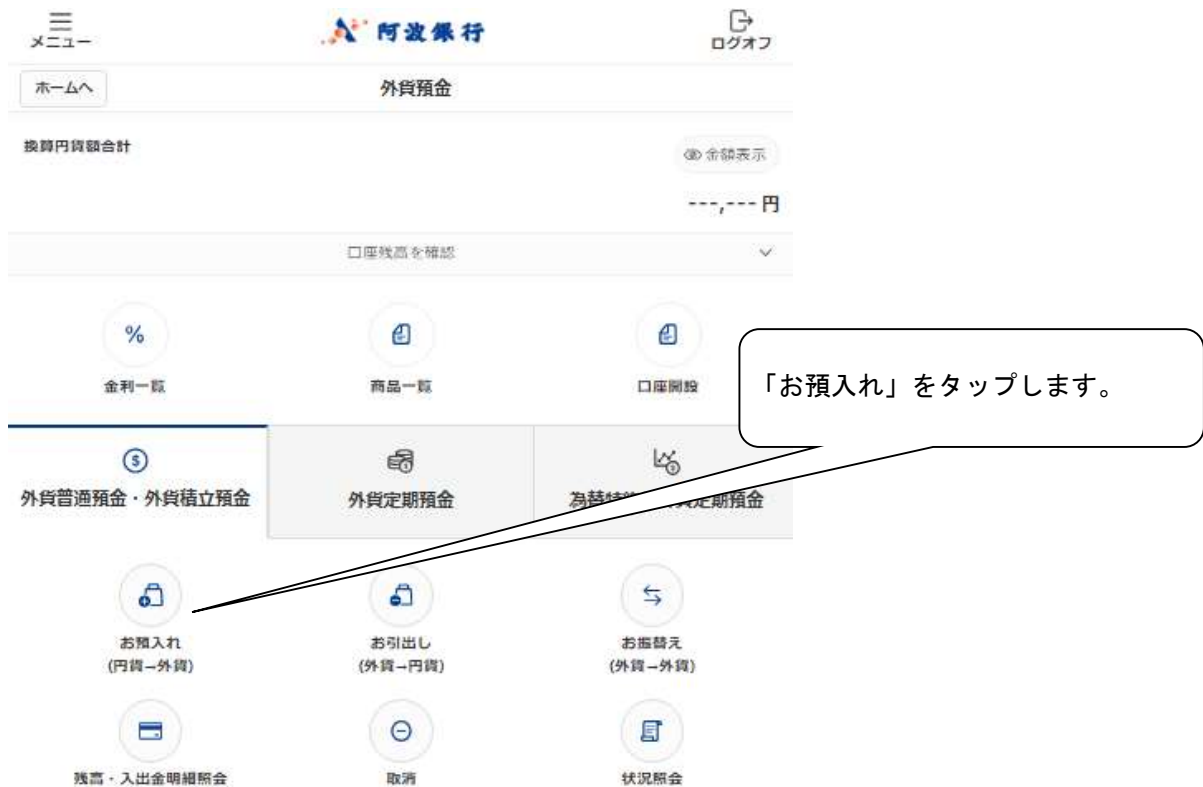 メニュー
阿波銀行
ログオフ
ホームへ
外貨預金
換算円貨額合計
金額表示
---,--- 円
口座残高を確認
%
金利一覧
商品一覧
口座開設
「お預入れ」をタップします。
外貨普通預金・外貨積立預金
外貨定期預金
為替特約
定期預金
お預入れ
(円貨→外貨)
お引出し
(外貨→円貨)
お振替え
(外貨→外貨)
残高・入出金明細照会
取消
状況照会